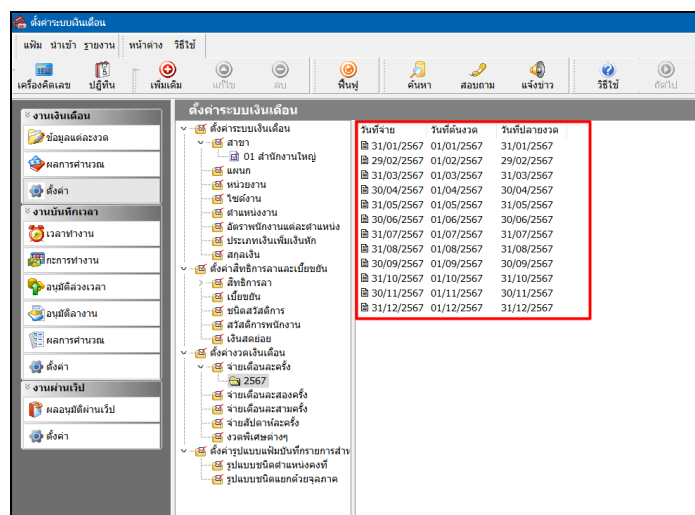 ตั้งค่าระบบเงินเดือน
แฟ้ม นำเข้า รายงาน หน้าต่าง วิธีใช้
เครื่องคิดเลข ปฏิทิน เพิ่มเติม แก้ไข ลบ ฟื้นฟู ค้นหา สอบถาม แจ้งข่าว วิธีใช้ ถัดไป
งานเงินเดือน
ข้อมูลแต่ละงวด
ผลการคำนวณ
ตั้งค่า
งานบันทึกเวลา
เวลาทำงาน
กะการทำงาน
อนุมัติล่วงเวลา
อนุมัติลางาน
ผลการคำนวณ
ตั้งค่า
งานผ่านเว็ป
ผลอนุมัติผ่านเว็ป
ตั้งค่า
ตั้งค่าระบบเงินเดือน
ตั้งค่าระบบเงินเดือน
สาขา
01 สำนักงานใหญ่
แผนก
หน่วยงาน
ไซต์งาน
ตำแหน่งงาน
อัตราพนักงานแต่ละตำแหน่ง
ประเภทเงินเพิ่มเงินหัก
สกุลเงิน
ตั้งค่าสิทธิการลาและเบี้ยขยัน
สิทธิการลา
เบี้ยขยัน
ชนิดสวัสดิการ
สวัสดิการพนักงาน
เงินสดย่อย
ตั้งค่างวดเงินเดือน
จ่ายเดือนละครั้ง
2567
จ่ายเดือนละสองครั้ง
จ่ายเดือนละสามครั้ง
จ่ายสัปดาห์ละครั้ง
งวดพิเศษต่างๆ
ตั้งค่ารูปแบบแฟ้มบันทึกรายการสำห
รูปแบบชนิดตำแหน่งคงที่
รูปแบบชนิดแยกด้วยจุลภาค
วันที่จ่าย วันที่ต้นงวด วันที่ปลายงวด
31/01/2567 01/01/2567 31/01/2567
29/02/2567 01/02/2567 29/02/2567
31/03/2567 01/03/2567 31/03/2567
30/04/2567 01/04/2567 30/04/2567
31/05/2567 01/05/2567 31/05/2567
30/06/2567 01/06/2567 30/06/2567
31/07/2567 01/07/2567 31/07/2567
31/08/2567 01/08/2567 31/08/2567
30/09/2567 01/09/2567 30/09/2567
31/10/2567 01/10/2567 31/10/2567
30/11/2567 01/11/2567 30/11/2567
31/12/2567 01/12/2567 31/12/2567